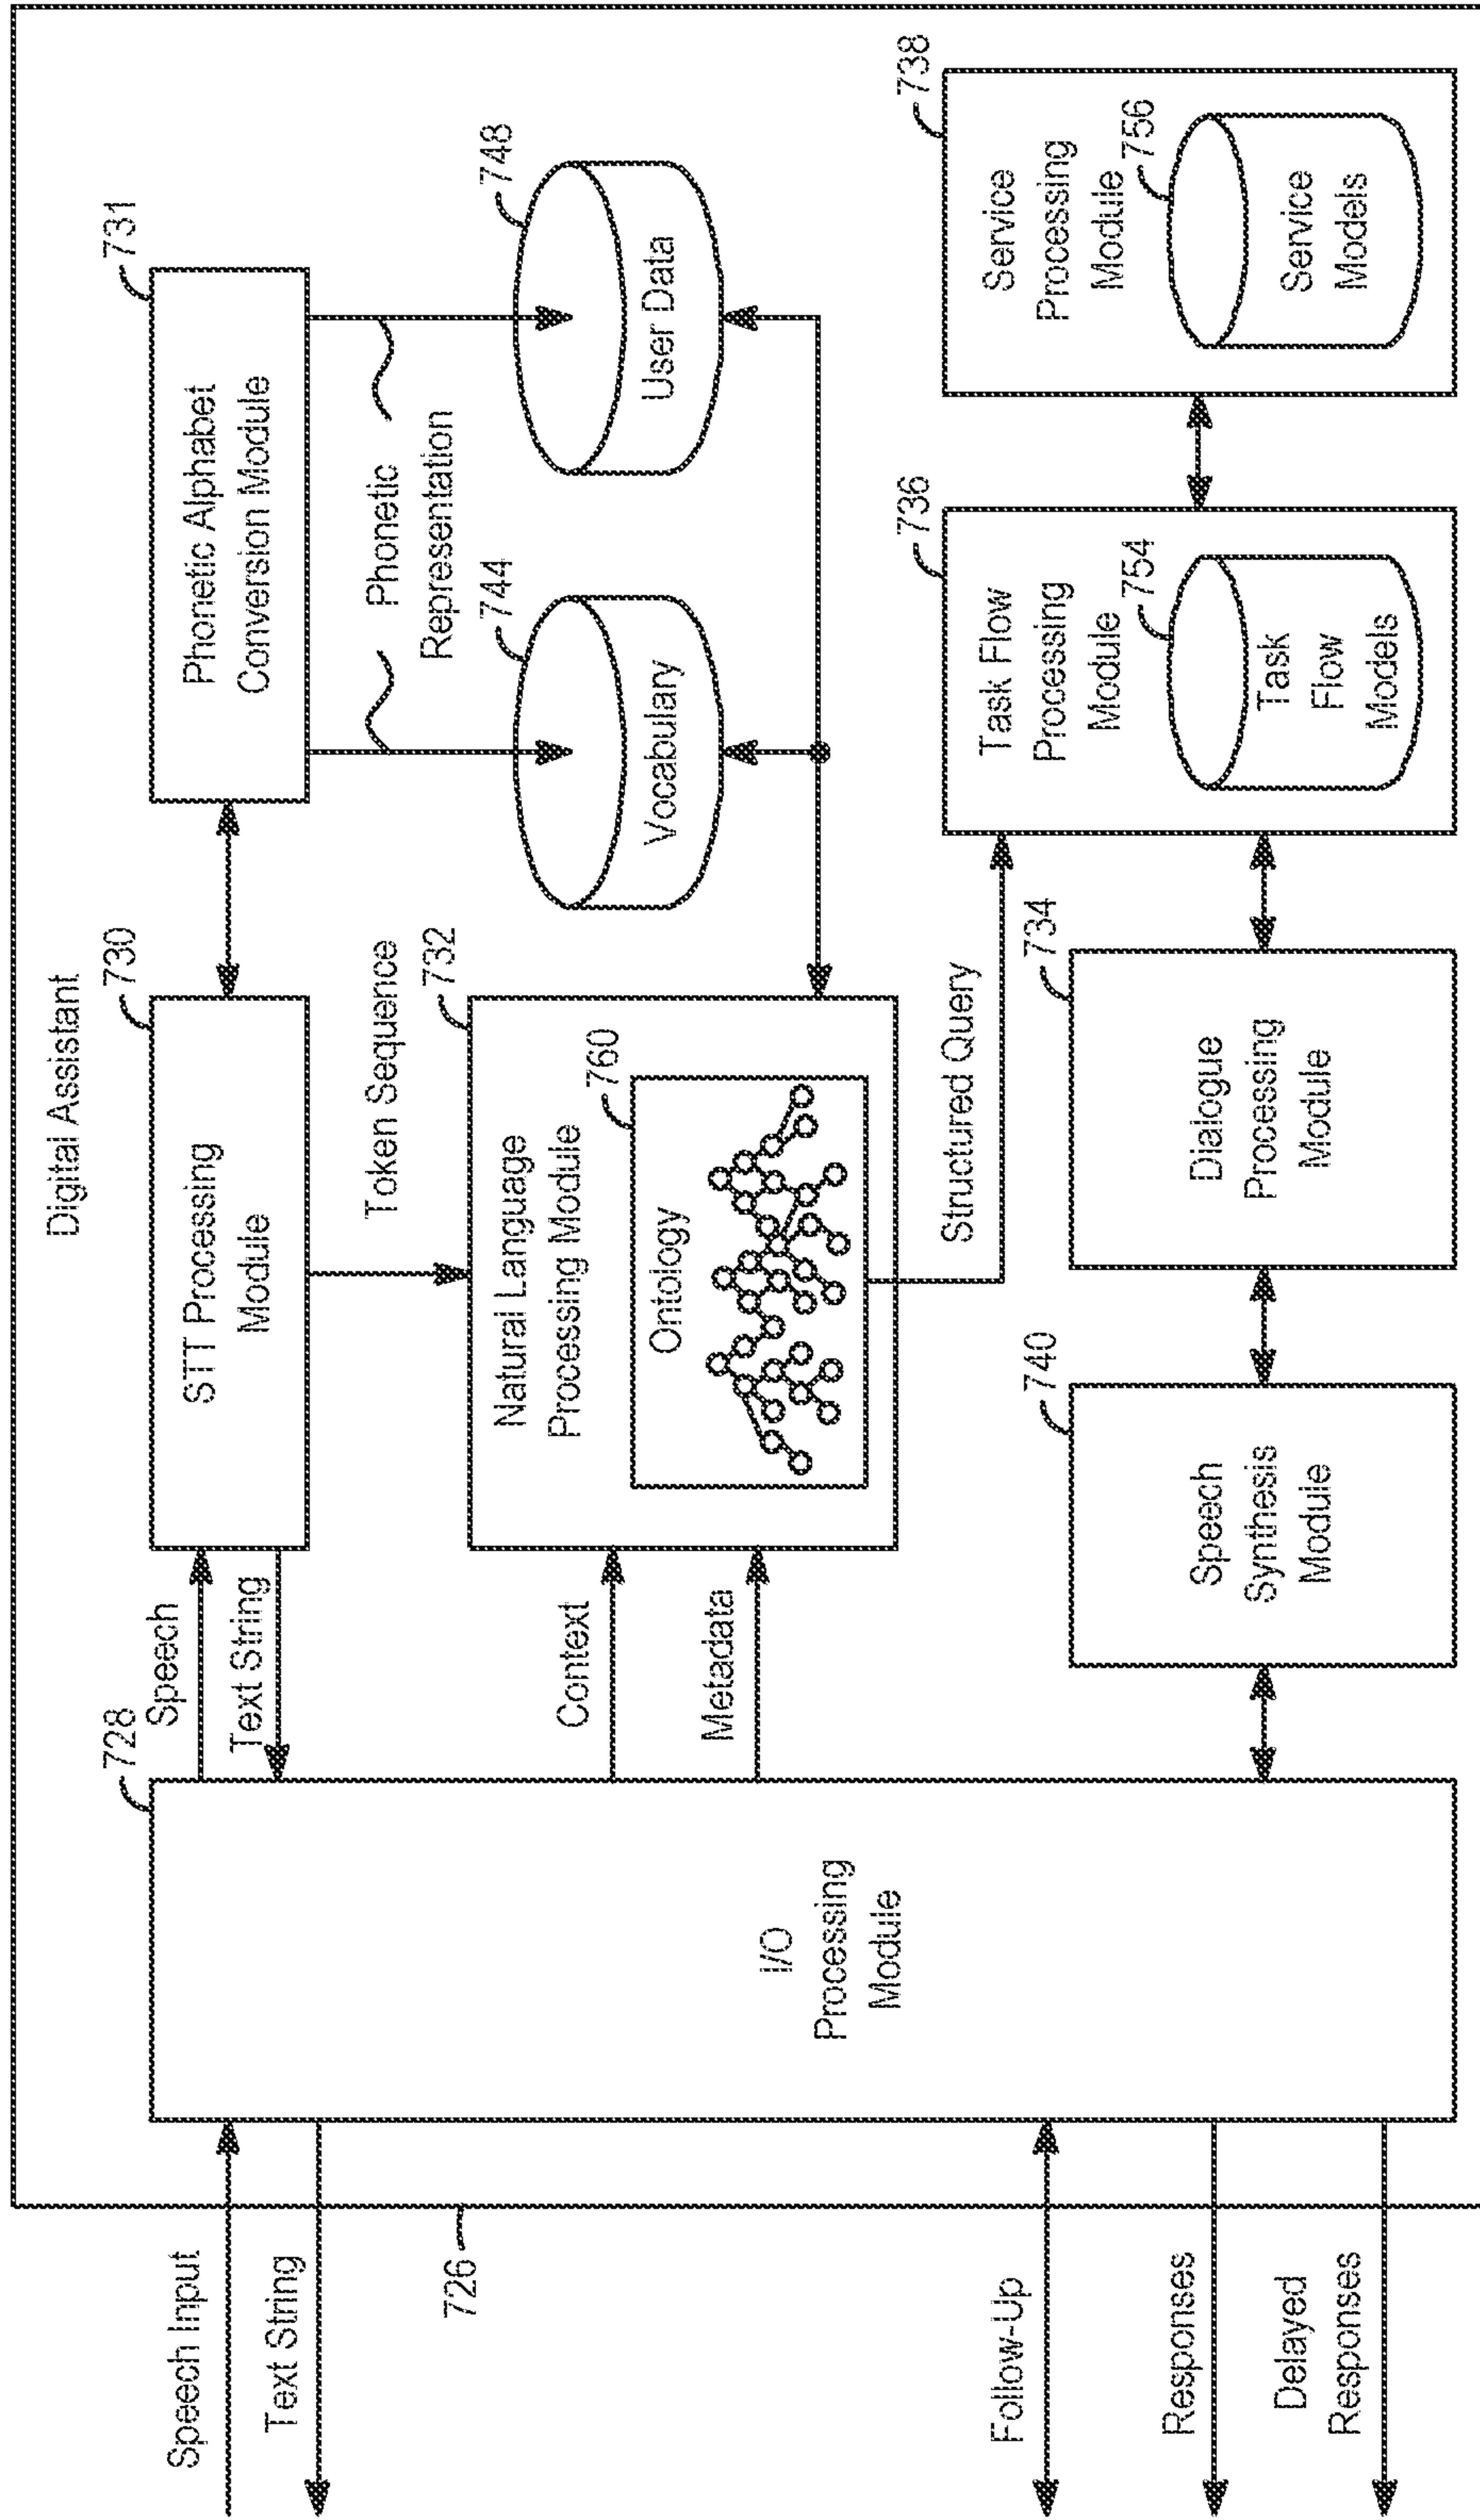 Digital Assistant
Speech Input
Text String
726
728
Speech
Text String
730
STT Processing
Module
731
Phonetic Alphabet
Conversion Module
Token Sequence
Phonetic
Representation
Context
Metadata
732
Natural Language
Processing Module
760
Ontology
744
Vocabulary
748
User Data
I/O
Processing
Module
Structured Query
Follow-Up
Responses
Delayed
Responses
740
Speech
Synthesis
Module
734
Dialogue
Processing
Module
736
Task Flow
Processing
Module
754
Task
Flow
Models
738
Service
Processing
Module
756
Service
Models